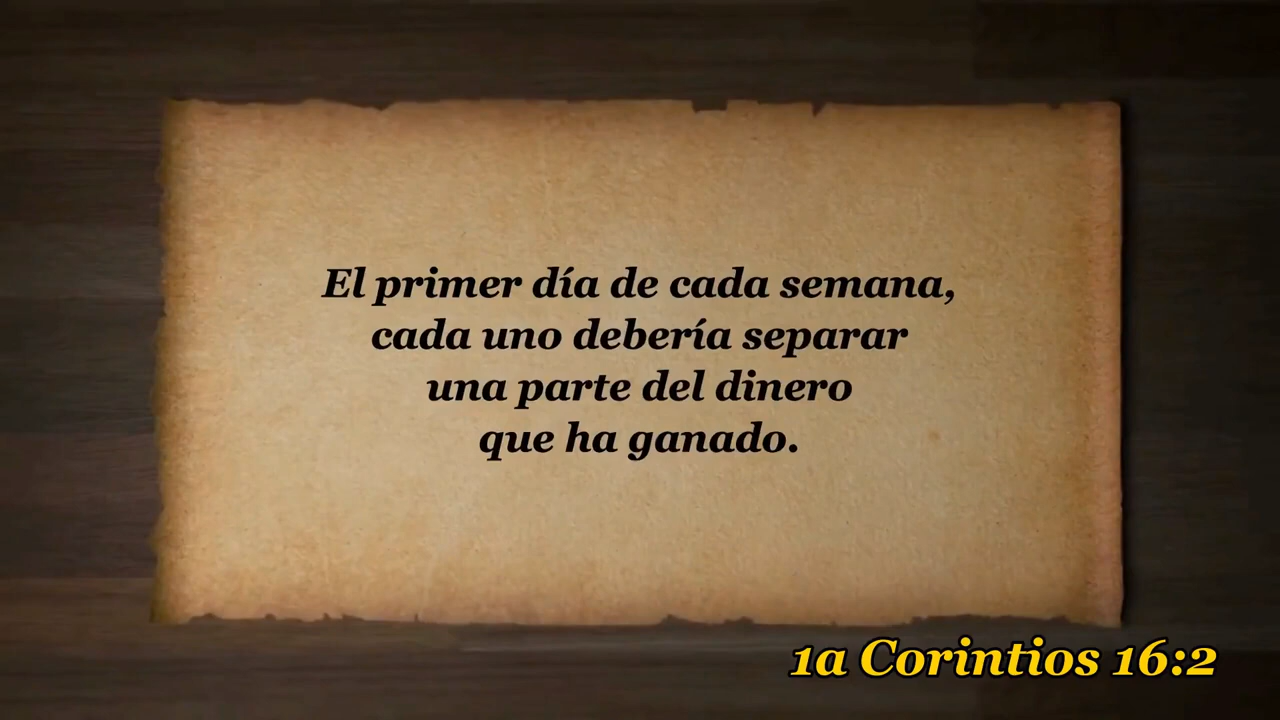 El primer día de cada semana,
cada uno debería separar
una parte del dinero
que ha ganado.
1a Corintios 16:2